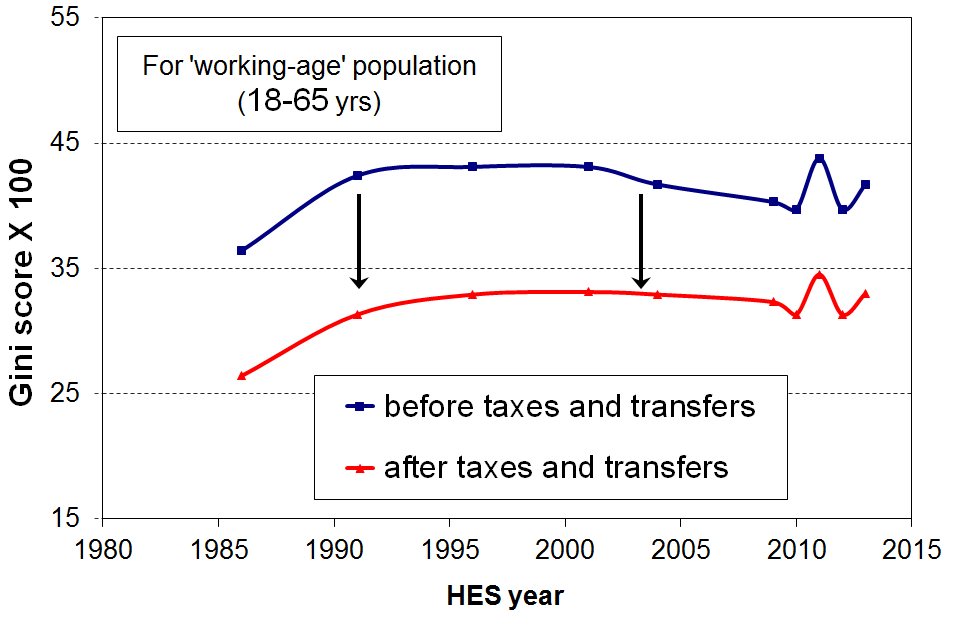 55
For 'working-age' population
(18-65 yrs)
45
35
25
15
Gini score X 100
before taxes and transfers
after taxes and transfers
1980 1985 1990 1995 2000 2005 2010 2015
HES year